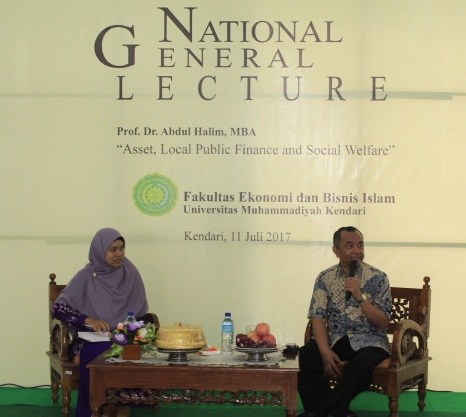 NATIONAL
GENERAL
LECTURE
Prof. Dr. Abdul Halim, MBA
“Asset, Local Public Finance and Social Welfare”
Fakultas Ekonomi dan Bisnis Islam
Universitas Muhammadiyah Kendari
Kendari, 11 Juli 2017